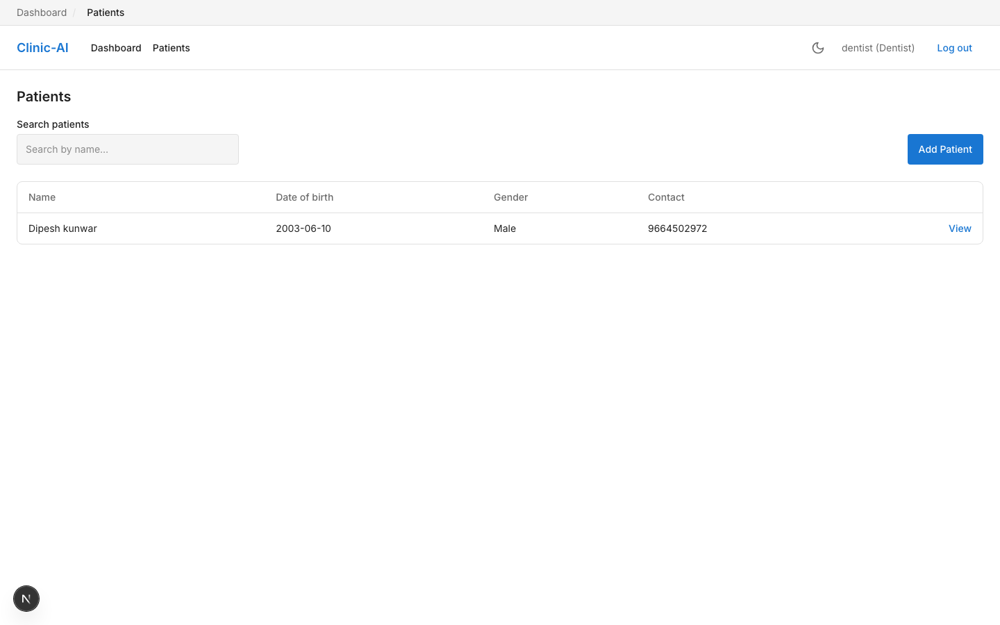 Dashboard / Patients
Clinic-AI Dashboard Patients dentist (Dentist) Log out
Patients
Search patients
Search by name...
Add Patient
Name Date of birth Gender Contact
Dipesh kunwar 2003-06-10 Male 9664502972 View
N